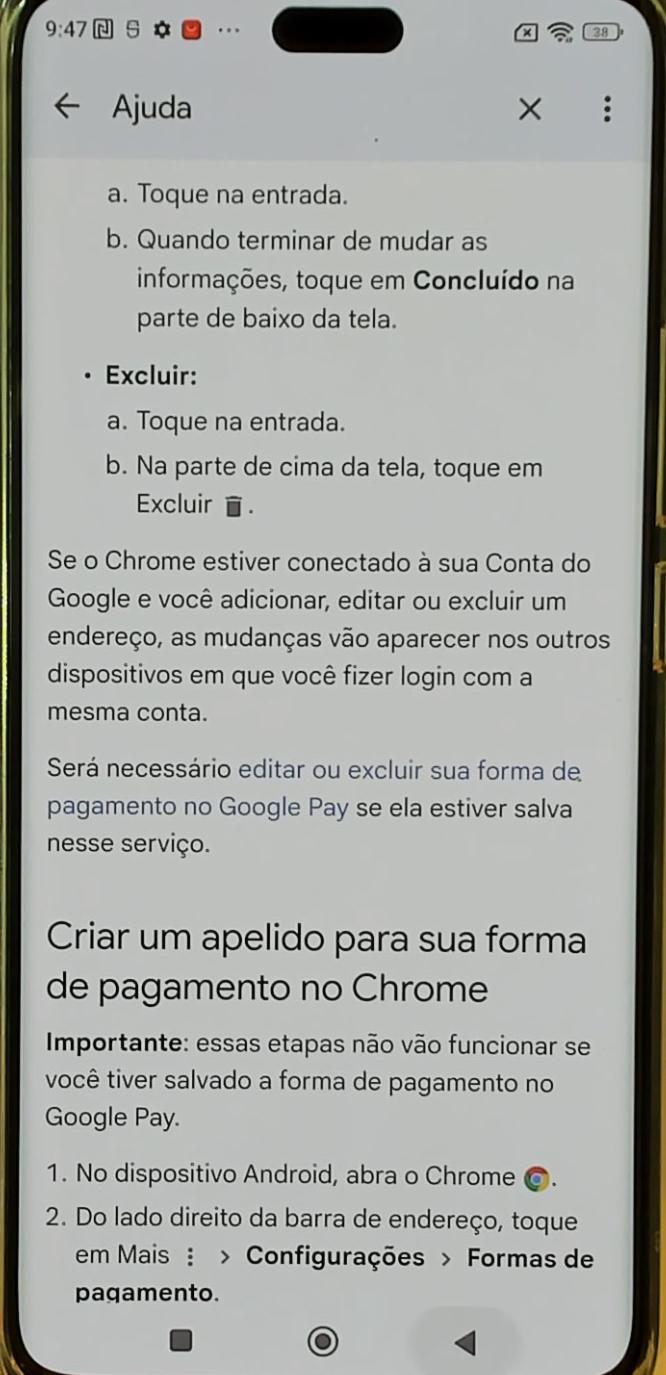 9:47
38
Ajuda
a. Toque na entrada.
b. Quando terminar de mudar as
informações, toque em Concluído na
parte de baixo da tela.
• Excluir:
a. Toque na entrada.
b. Na parte de cima da tela, toque em
Excluir.
Se o Chrome estiver conectado à sua Conta do
Google e você adicionar, editar ou excluir um
endereço, as mudanças vão aparecer nos outros
dispositivos em que você fizer login com a
mesma conta.
Será necessário editar ou excluir sua forma de
pagamento no Google Pay se ela estiver salva
nesse serviço.
Criar um apelido para sua forma
de pagamento no Chrome
Importante: essas etapas não vão funcionar se
você tiver salvado a forma de pagamento no
Google Pay.
1. No dispositivo Android, abra o Chrome.
2. Do lado direito da barra de endereço, toque
em Mais > Configurações > Formas de
pagamento.